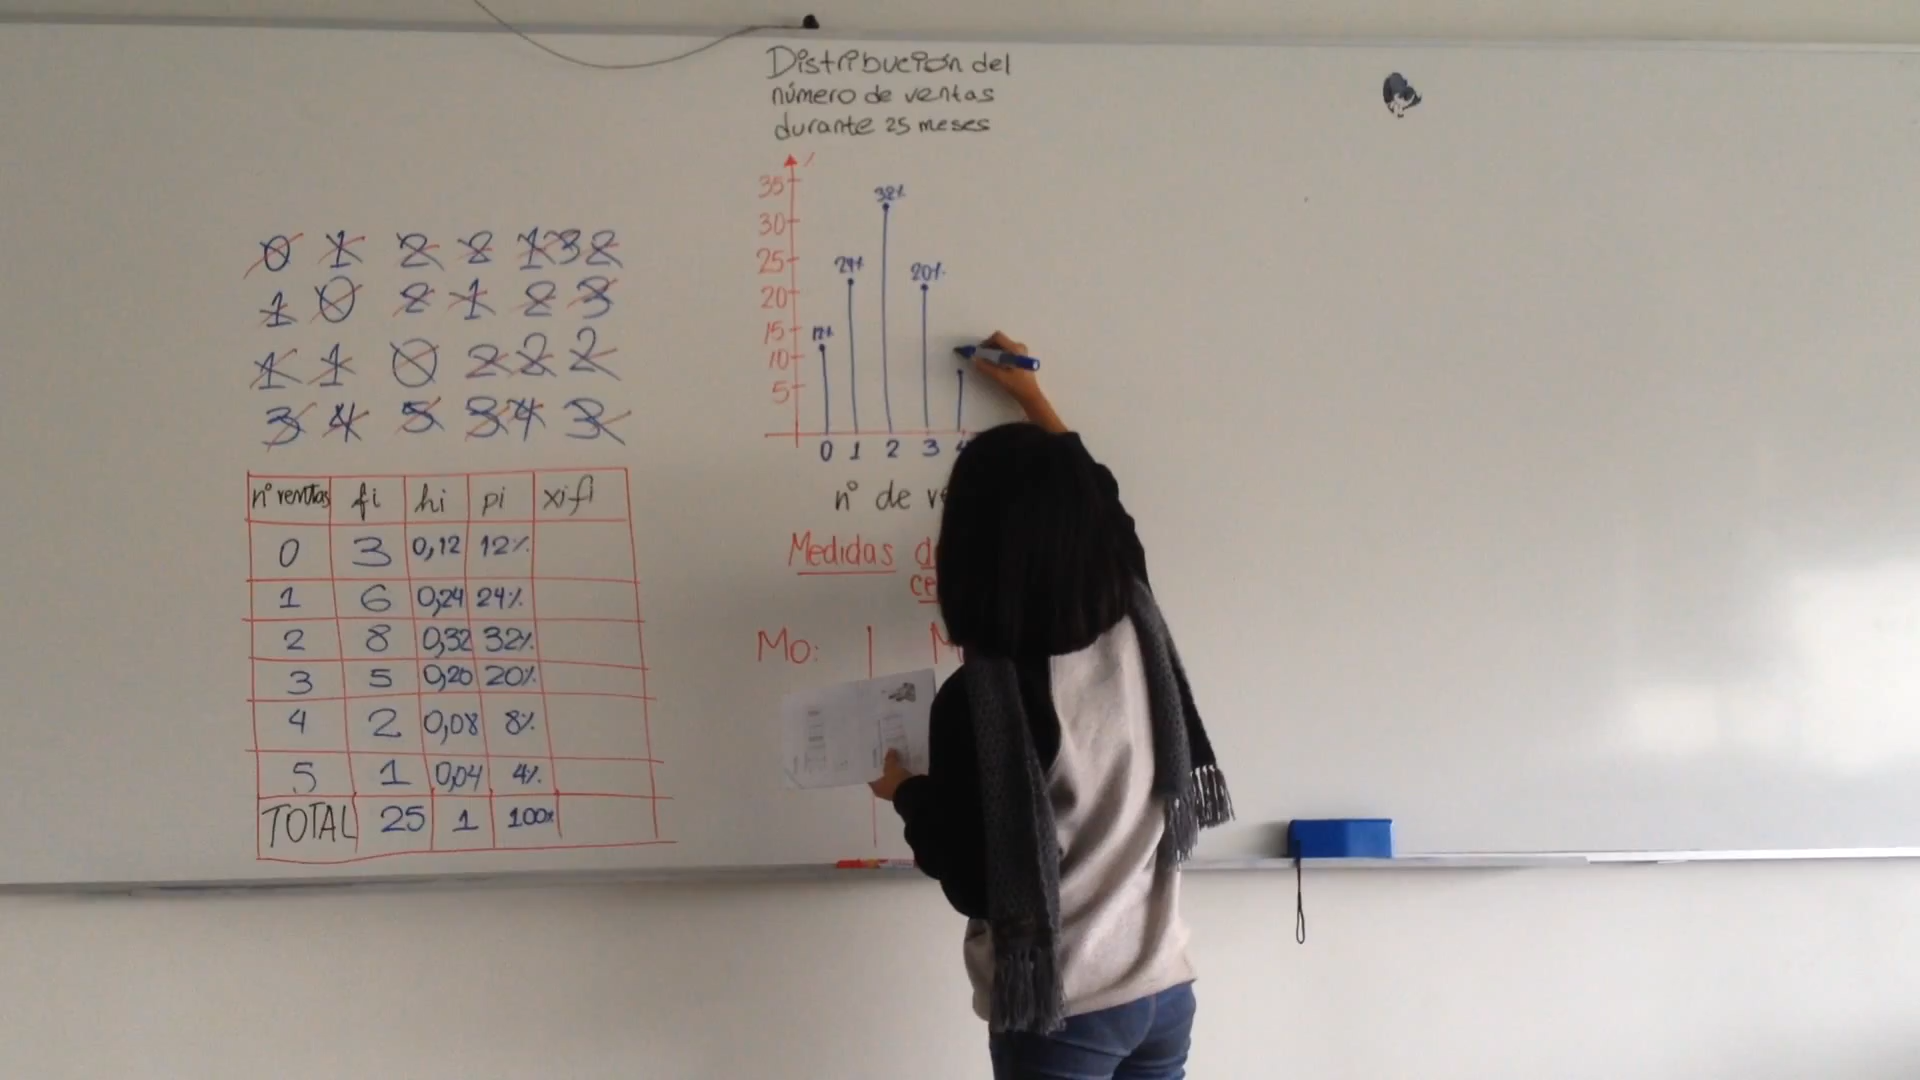 Distribución del
número de ventas
durante 25 meses
0 1 2 2 1 3 2
1 0 2 1 2 3
1 1 0 2 2 2
3 4 5 3 4 3
35
30
25
20
15
10
5
12%
24%
32%
20%
0 1 2 3 4
nº de
Medidas
Mo:
nº ventas fi hi pi xifi
0 3 0,12 12%
1 6 0,24 24%
2 8 0,32 32%
3 5 0,20 20%
4 2 0,08 8%
5 1 0,04 4%
TOTAL 25 1 100%